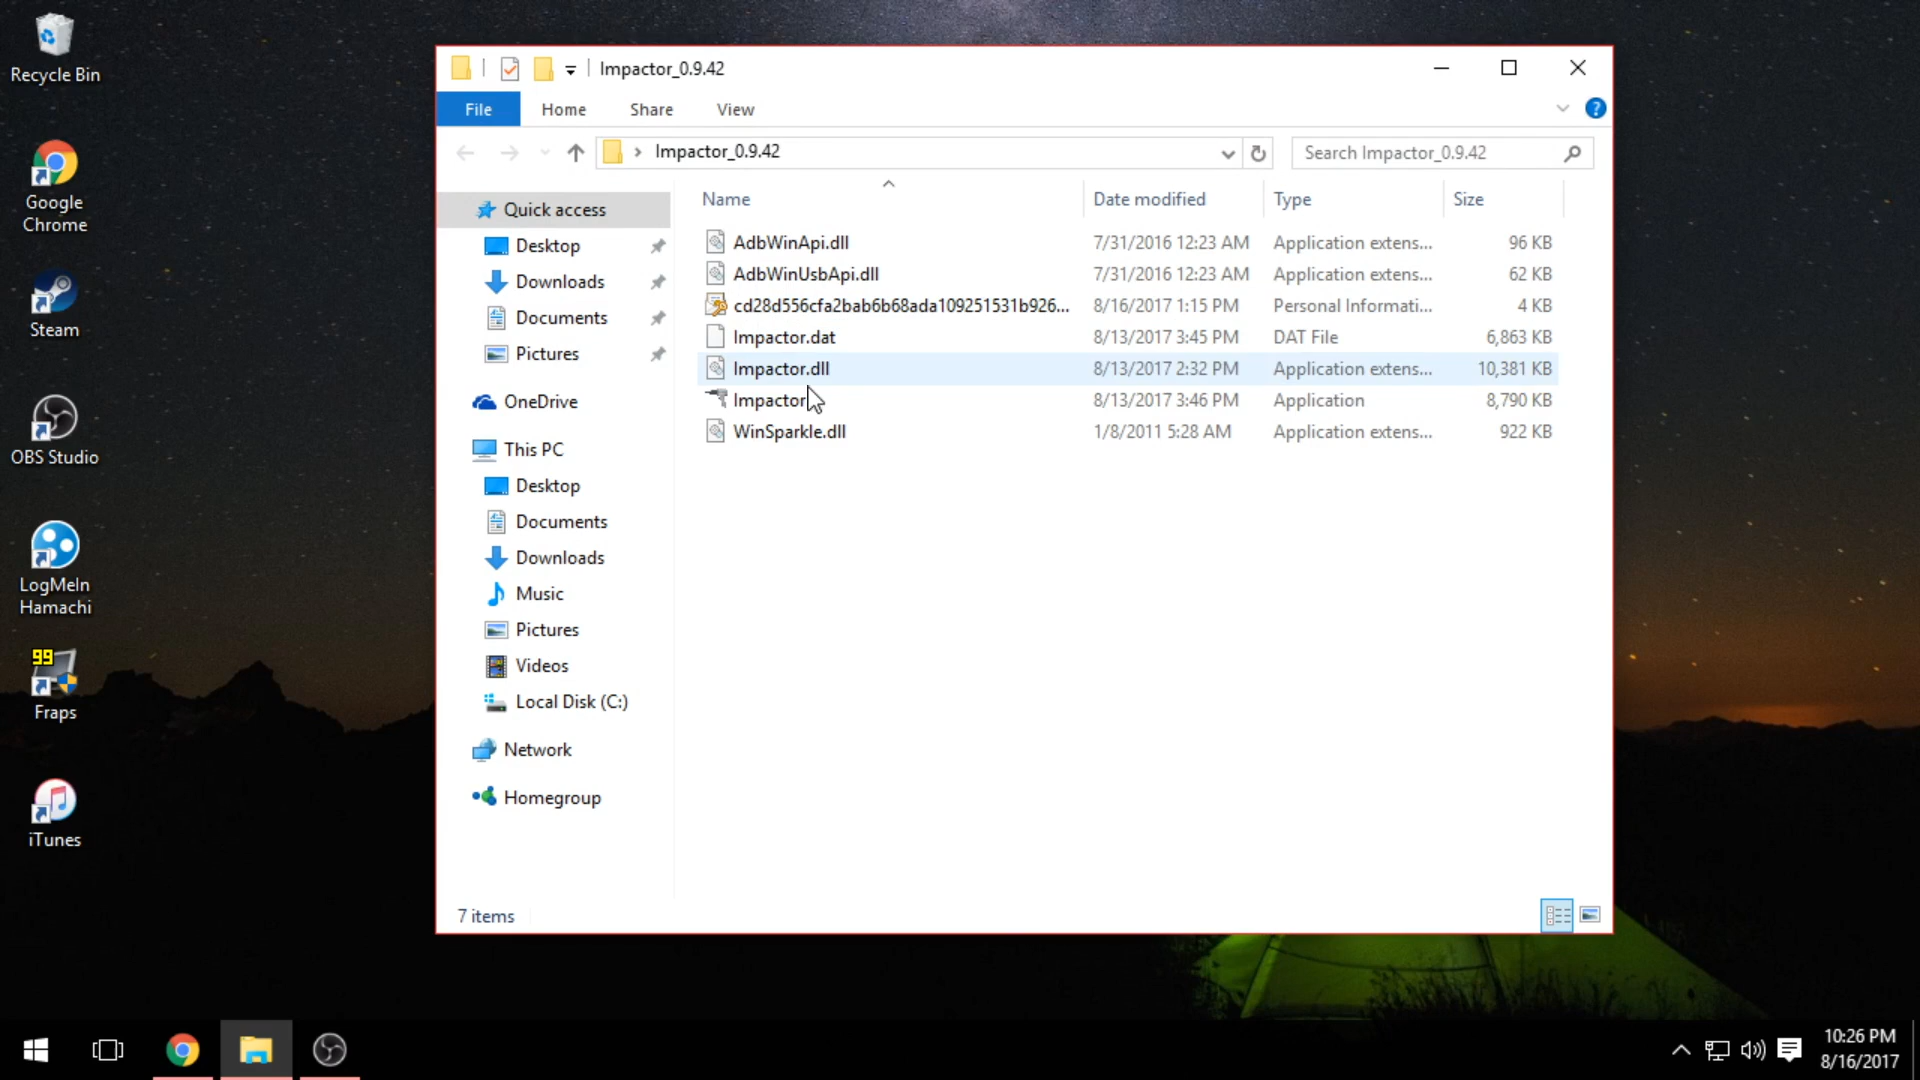 Recycle Bin
Google
Chrome
Steam
OBS Studio
LogMeIn
Hamachi
99
Fraps
iTunes
Impactor_0.9.42
File Home Share View
?
Impactor_0.9.42
Search Impactor_0.9.42
Quick access
Desktop
Downloads
Documents
Pictures
OneDrive
This PC
Desktop
Documents
Downloads
Music
Pictures
Videos
Local Disk (C:)
Network
Homegroup
Name Date modified Type Size
AdbWinApi.dll 7/31/2016 12:23 AM Application extens... 96 KB
AdbWinUsbApi.dll 7/31/2016 12:23 AM Application extens... 62 KB
cd28d556cfa2bab6b68ada109251531b926... 8/16/2017 1:15 PM Personal Informati... 4 KB
Impactor.dat 8/13/2017 3:45 PM DAT File 6,863 KB
Impactor.dll 8/13/2017 2:32 PM Application extens... 10,381 KB
Impactor 8/13/2017 3:46 PM Application 8,790 KB
WinSparkle.dll 1/8/2011 5:28 AM Application extens... 922 KB
7 items
10:26 PM
8/16/2017